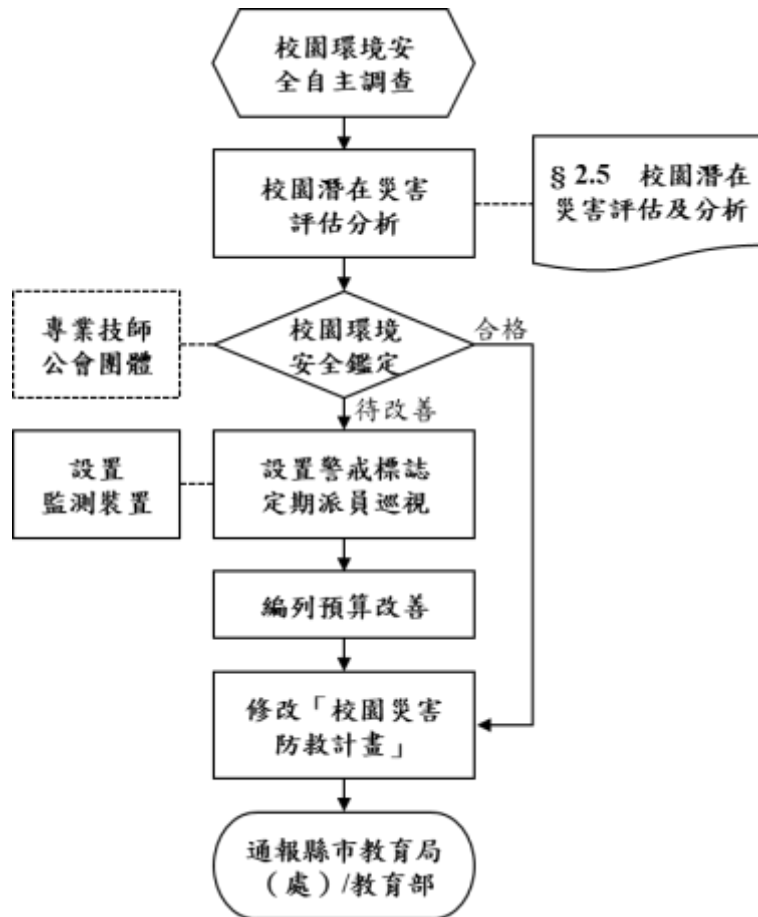 校園環境安
全自主調查
校園潛在災害
評估分析
§ 2.5 校園潛在
災害評估及分析
專業技師
公會團體
校園環境
安全鑑定
合格
待改善
設置
監測裝置
設置警戒標誌
定期派員巡視
編列預算改善
修改「校園災害
防救計畫」
通報縣市教育局
（處）/教育部